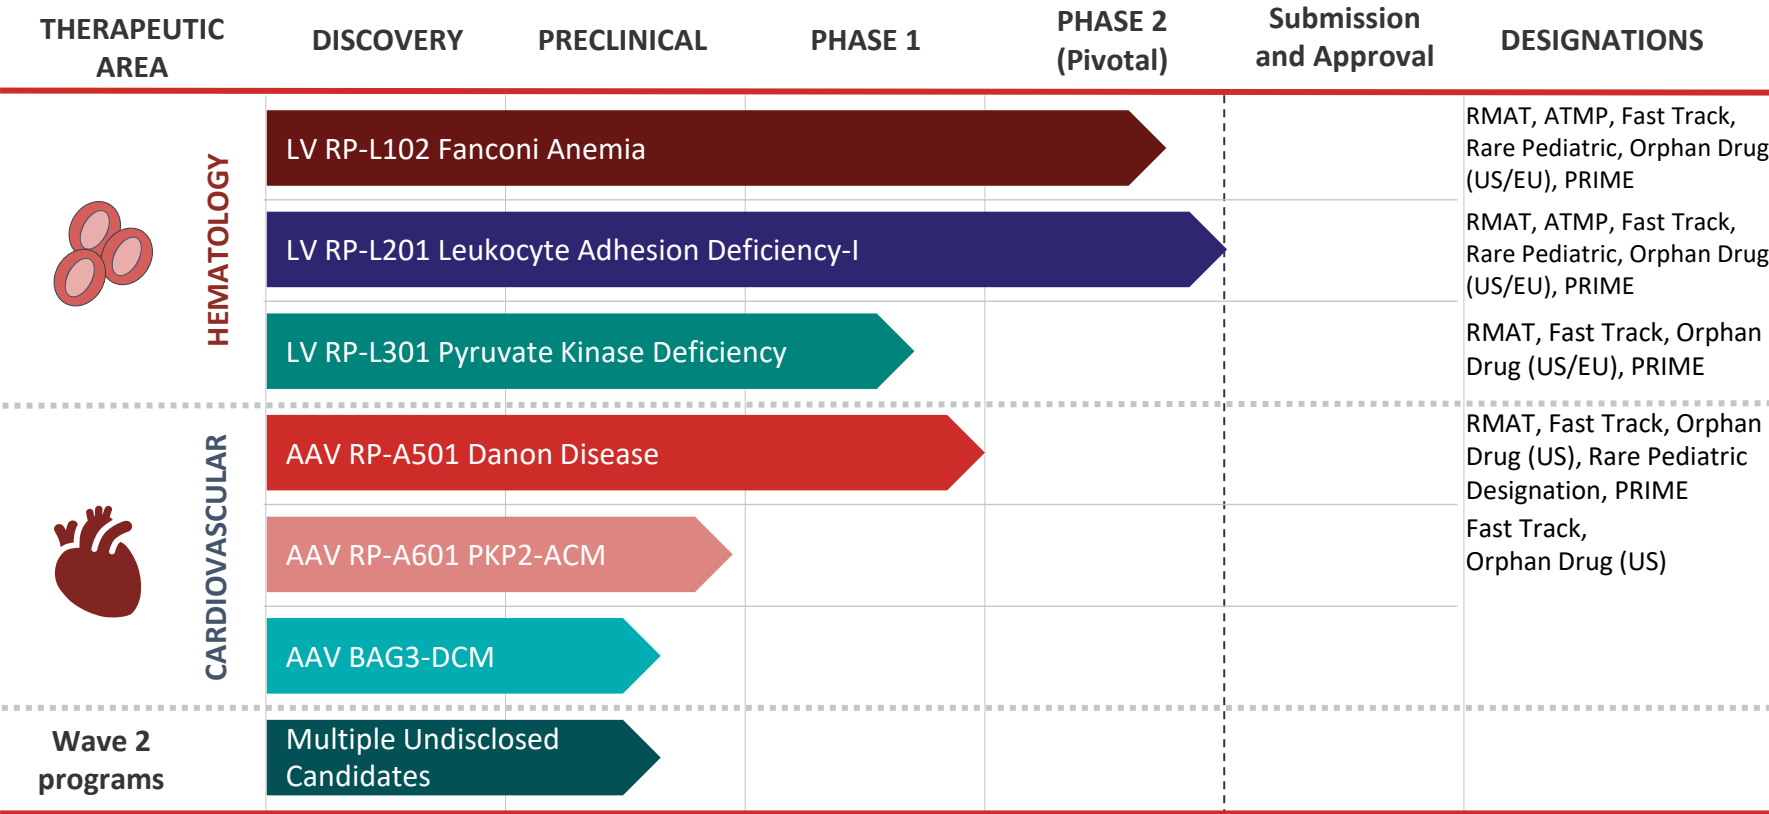 THERAPEUTIC
AREA
DISCOVERY
PRECLINICAL
PHASE 1
PHASE 2
(Pivotal)
Submission
and Approval
DESIGNATIONS
HEMATOLOGY
LV RP-L102 Fanconi Anemia
RMAT, ATMP, Fast Track,
Rare Pediatric, Orphan Drug
(US/EU), PRIME
LV RP-L201 Leukocyte Adhesion Deficiency-I
RMAT, ATMP, Fast Track,
Rare Pediatric, Orphan Drug
(US/EU), PRIME
LV RP-L301 Pyruvate Kinase Deficiency
RMAT, Fast Track, Orphan
Drug (US/EU), PRIME
CARDIOVASCULAR
AAV RP-A501 Danon Disease
RMAT, Fast Track, Orphan
Drug (US), Rare Pediatric
Designation, PRIME
AAV RP-A601 PKP2-ACM
Fast Track,
Orphan Drug (US)
AAV BAG3-DCM
Wave 2
programs
Multiple Undisclosed
Candidates